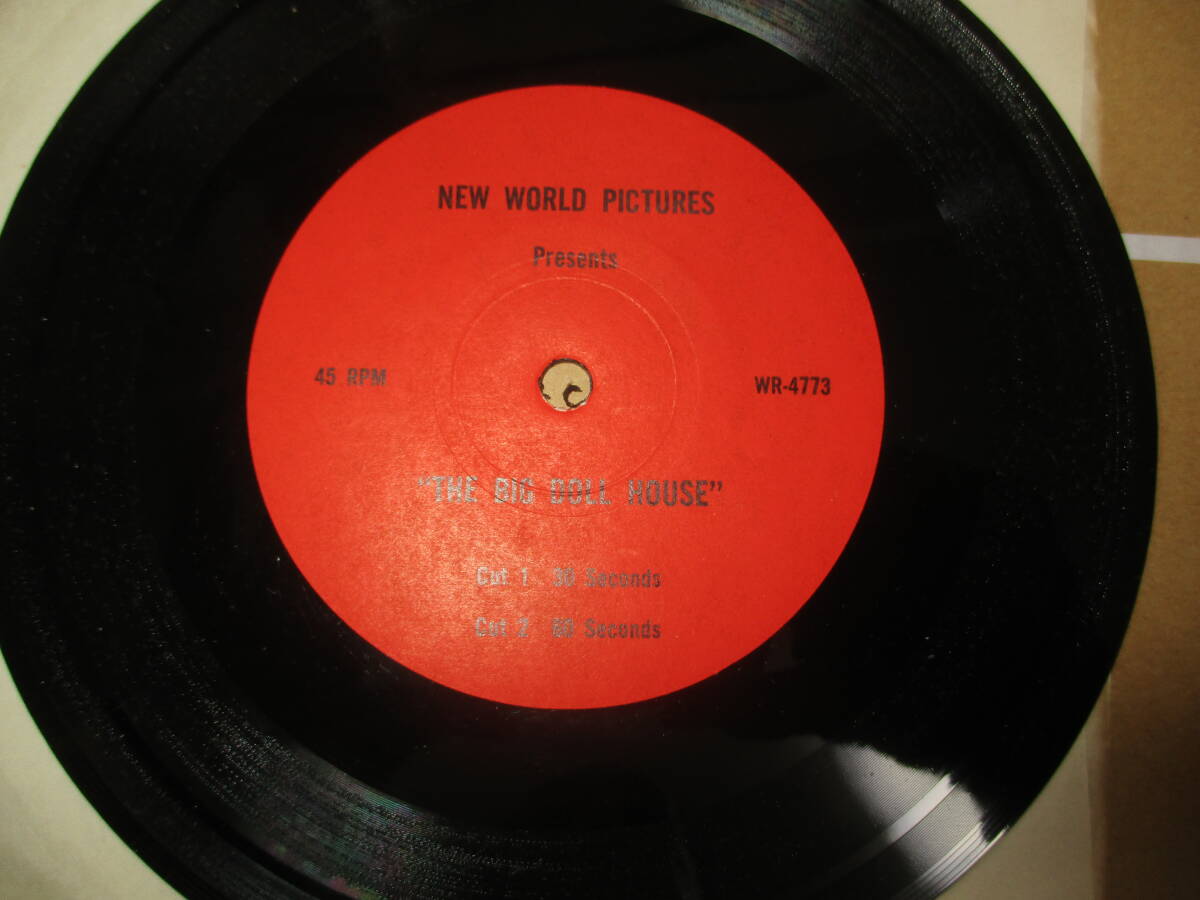 NEW WORLD PICTURES
Presents
45 RPM
WR-4773
"THE BIG DOLL HOUSE"
Cut 1 30 Seconds
Cut 2 60 Seconds